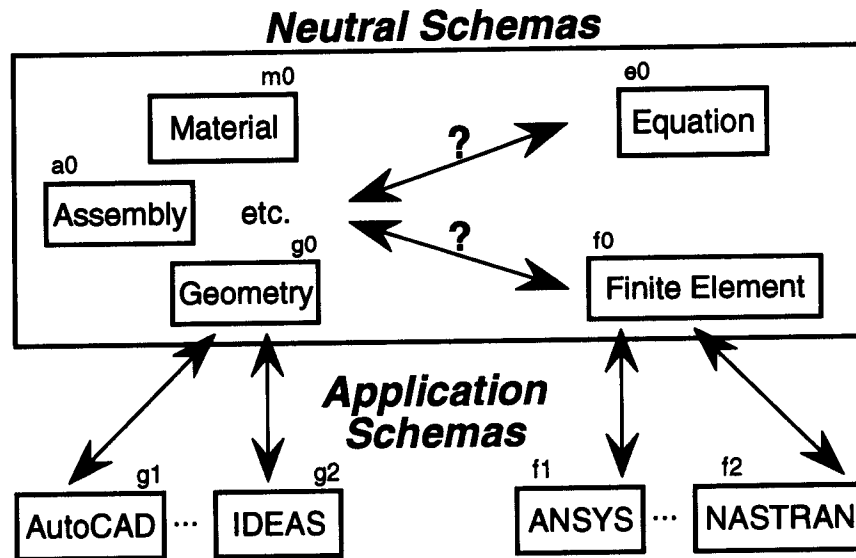 Neutral Schemas
m0
Material
e0
Equation
?
a0
Assembly
etc.
g0
Geometry
?
f0
Finite Element
Application
Schemas
g1
AutoCAD
...
g2
IDEAS
f1
ANSYS
...
f2
NASTRAN